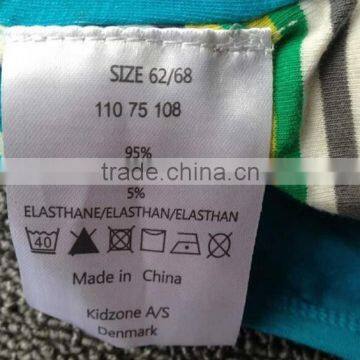 SIZE 62/68
110 75 108
95%
trade.china.cn
5%
ELASTHANE/ELASTHAN/ELASTHAN
40
Made in China
Kidzone A/S
Denmark